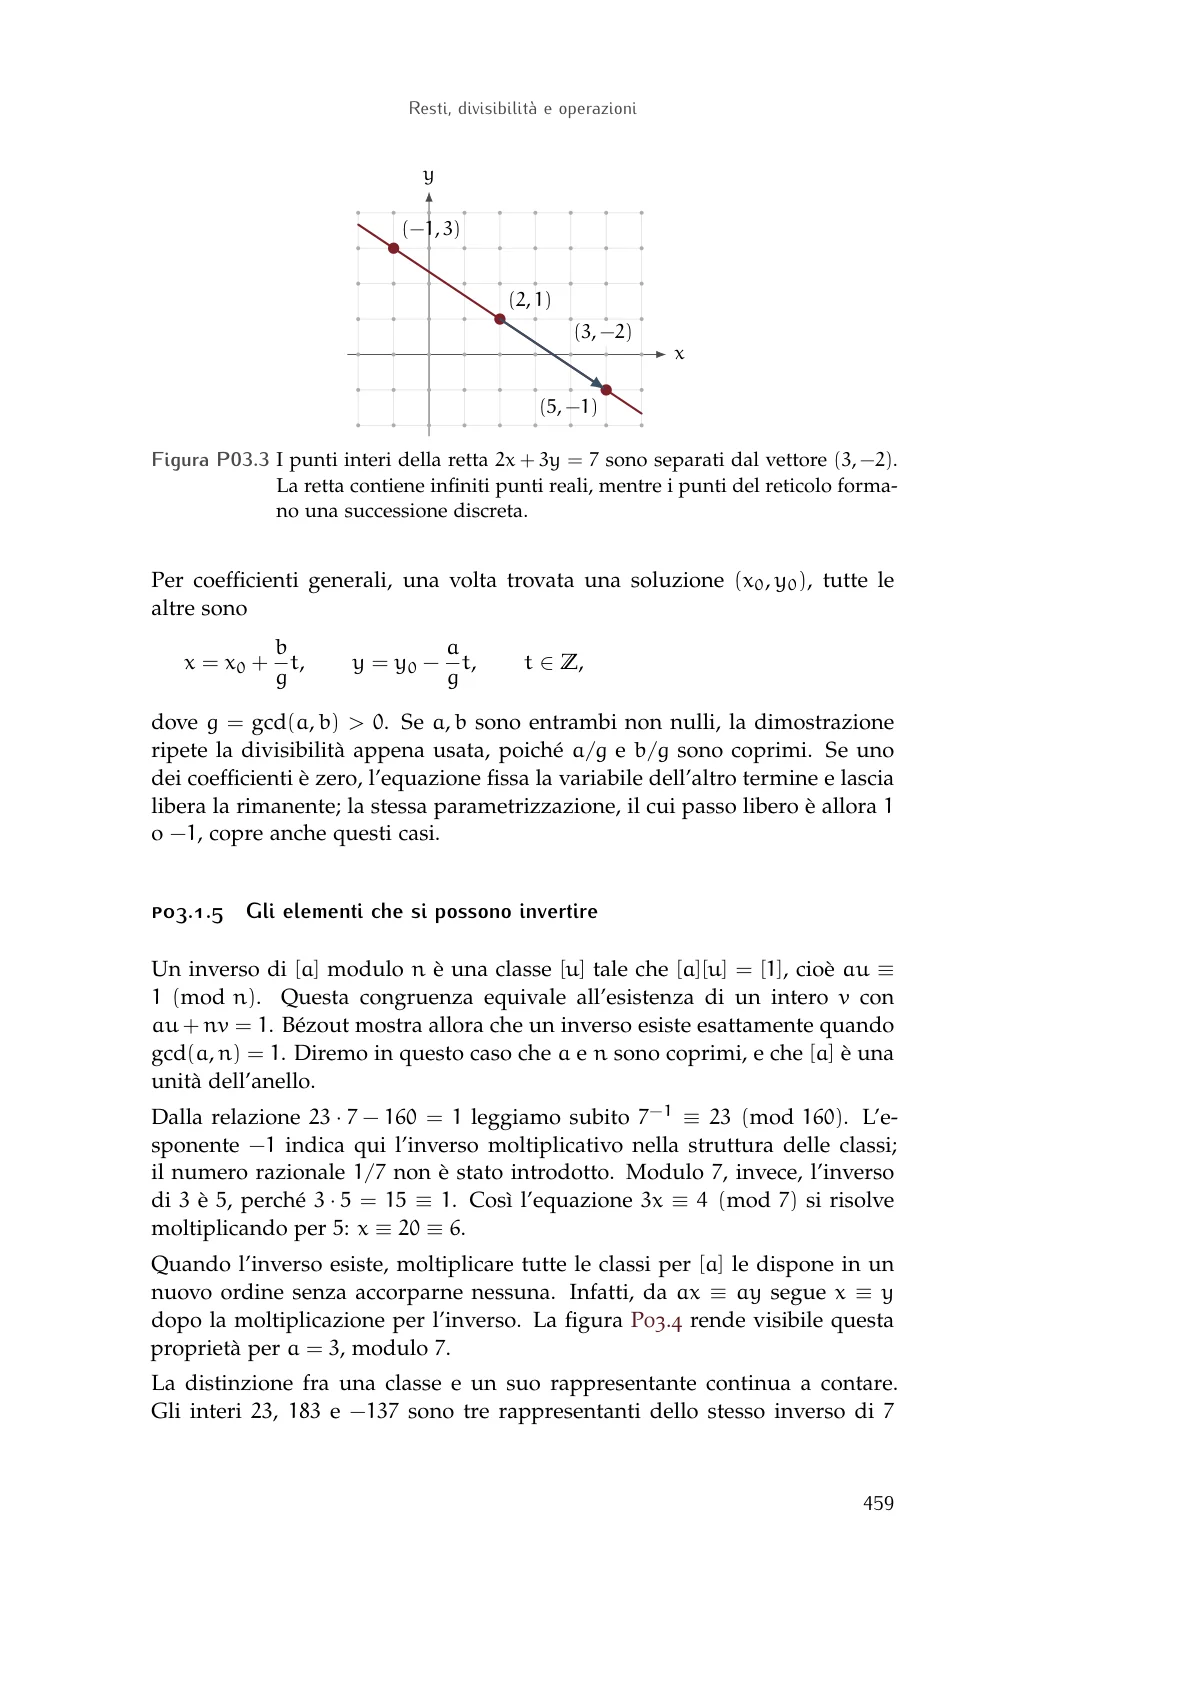 Resti, divisibilità e operazioni
y
(−1, 3)
(2, 1)
(3, −2)
x
(5, −1)
Figura P03.3 I punti interi della retta 2x + 3y = 7 sono separati dal vettore (3, −2).
La retta contiene infiniti punti reali, mentre i punti del reticolo forma-
no una successione discreta.
Per coefficienti generali, una volta trovata una soluzione (x₀, y₀), tutte le
altre sono
x = x₀ + b/g t, y = y₀ − a/g t, t ∈ ℤ,
dove g = gcd(a, b) > 0. Se a, b sono entrambi non nulli, la dimostrazione
ripete la divisibilità appena usata, poiché a/g e b/g sono coprimi. Se uno
dei coefficienti è zero, l'equazione fissa la variabile dell'altro termine e lascia
libera la rimanente; la stessa parametrizzazione, il cui passo libero è allora 1
o −1, copre anche questi casi.
P03.1.5 Gli elementi che si possono invertire
Un inverso di [a] modulo n è una classe [u] tale che [a][u] = [1], cioè au ≡
1 (mod n). Questa congruenza equivale all'esistenza di un intero v con
au + nv = 1. Bézout mostra allora che un inverso esiste esattamente quando
gcd(a, n) = 1. Diremo in questo caso che a e n sono coprimi, e che [a] è una
unità dell'anello.
Dalla relazione 23 · 7 − 160 = 1 leggiamo subito 7⁻¹ ≡ 23 (mod 160). L'e-
sponente −1 indica qui l'inverso moltiplicativo nella struttura delle classi;
il numero razionale 1/7 non è stato introdotto. Modulo 7, invece, l'inverso
di 3 è 5, perché 3 · 5 = 15 ≡ 1. Così l'equazione 3x ≡ 4 (mod 7) si risolve
moltiplicando per 5: x ≡ 20 ≡ 6.
Quando l'inverso esiste, moltiplicare tutte le classi per [a] le dispone in un
nuovo ordine senza accorparne nessuna. Infatti, da ax ≡ ay segue x ≡ y
dopo la moltiplicazione per l'inverso. La figura P03.4 rende visibile questa
proprietà per a = 3, modulo 7.
La distinzione fra una classe e un suo rappresentante continua a contare.
Gli interi 23, 183 e −137 sono tre rappresentanti dello stesso inverso di 7
459